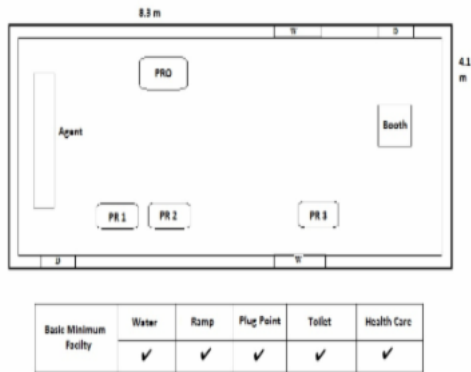 8.3 m
W D
4.1
m
PRO
Agent
Booth
PR 1 PR 2 PR 3
D W
Basic Minimum
Facilty
Water Ramp Plug Point Toilet Health Care
✔ ✔ ✔ ✔ ✔